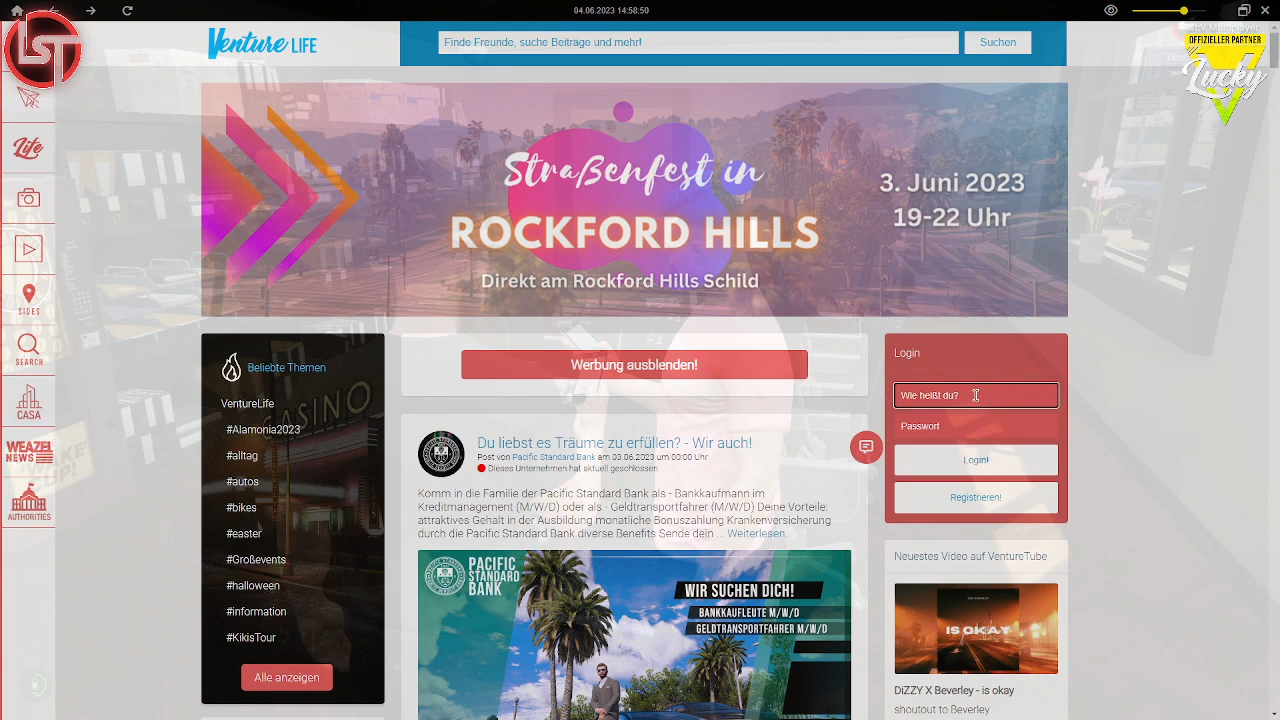 04.06.2023 14:58:50
Venture LIFE
Finde Freunde, suche Beiträge und mehr!
Suchen
OFFIZIELLER PARTNER
Lucky V
Life
SIDES
SEARCH
CASA
WEAZEL
NEWS
AUTHORITIES
Straßenfest in
ROCKFORD HILLS
Direkt am Rockford Hills Schild
3. Juni 2023
19-22 Uhr
Beliebte Themen
VentureLife
#Alamonia2023
#alltag
#autos
#bikes
#easter
#Großevents
#halloween
#information
#KikisTour
Alle anzeigen
CASINO
Werbung ausblenden!
Du liebst es Träume zu erfüllen? - Wir auch!
Post von Pacific Standard Bank am 03.06.2023 um 00:00 Uhr
Dieses Unternehmen hat aktuell geschlossen
Komm in die Familie der Pacific Standard Bank als - Bankkaufmann im
Kreditmanagement (M/W/D) oder als - Geldtransportfahrer (M/W/D) Deine Vorteile:
attraktives Gehalt in der Ausbildung monatliche Bonuszahlung Krankenversicherung
durch die Pacific Standard Bank diverse Benefits Sende dein ... Weiterlesen.
PACIFIC
STANDARD
BANK
WIR SUCHEN DICH!
BANKKAUFLEUTE M/W/D
GELDTRANSPORTFAHRER M/W/D
Login
Wie heißt du?
Passwort
Login!
Registrieren!
Neuestes Video auf VentureTube
IS OKAY
DiZZY X Beverley - is okay
shoutout to Beverley